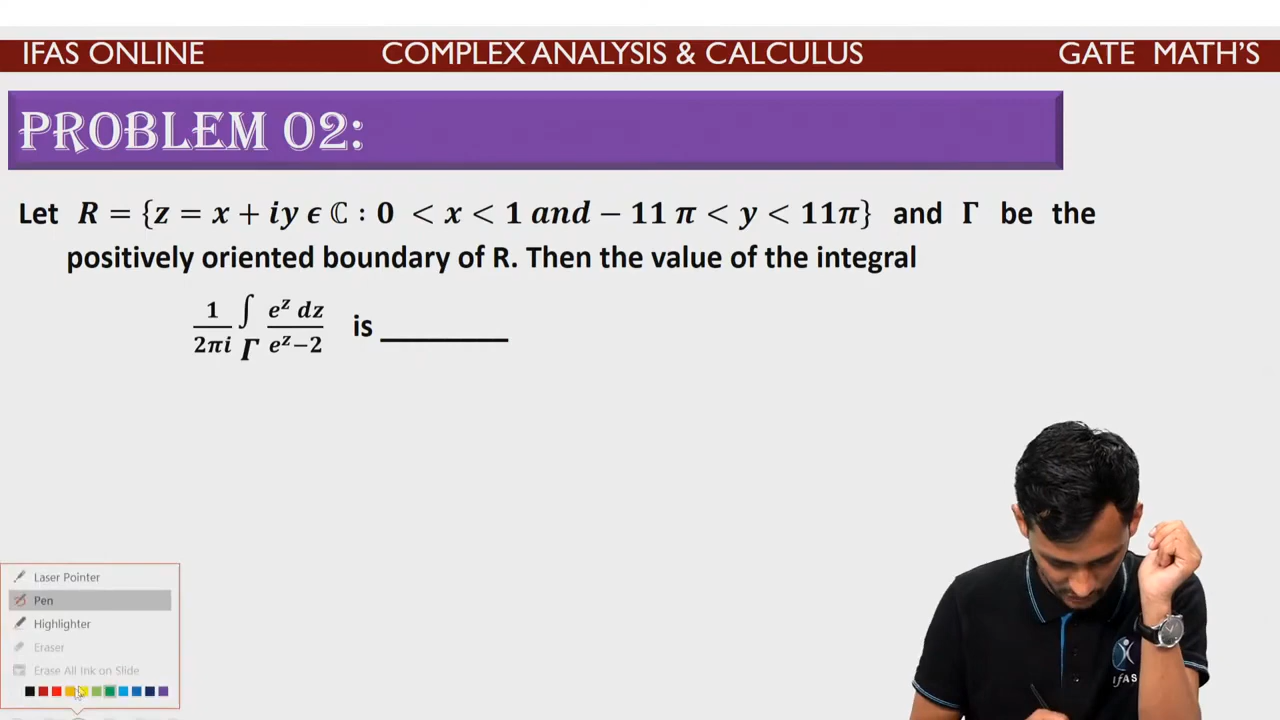 IFAS ONLINE COMPLEX ANALYSIS & CALCULUS GATE MATH'S
PROBLEM 02:
Let R = {z = x + iy ϵ ℂ : 0 < x < 1 and − 11 π < y < 11π} and Γ be the
positively oriented boundary of R. Then the value of the integral
1/2πi ∫Γ e^z dz / e^z−2 is __________
Laser Pointer
Pen
Highlighter
Eraser
Erase All Ink on Slide
IFAS